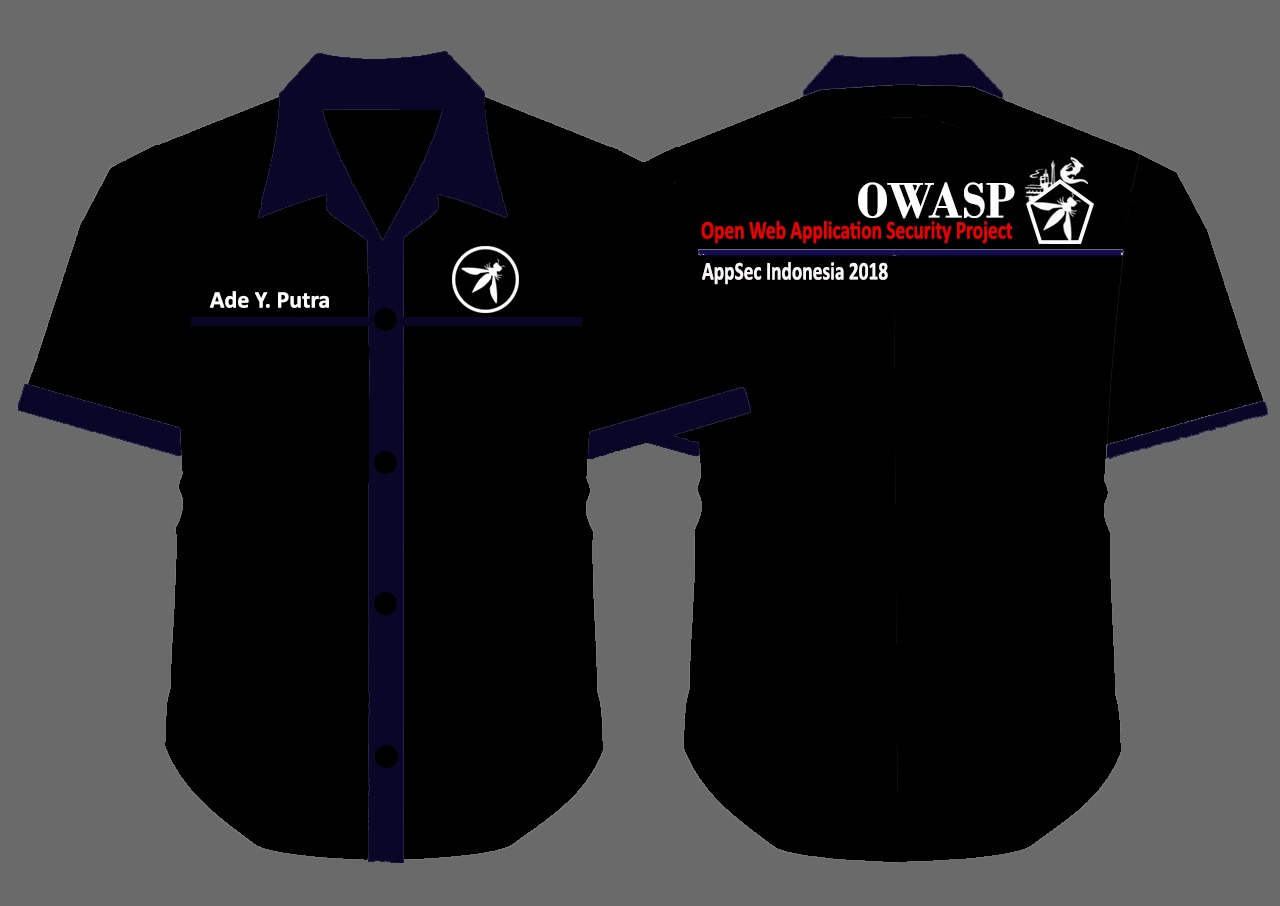 Ade Y. Putra
OWASP
Open Web Application Security Project
AppSec Indonesia 2018